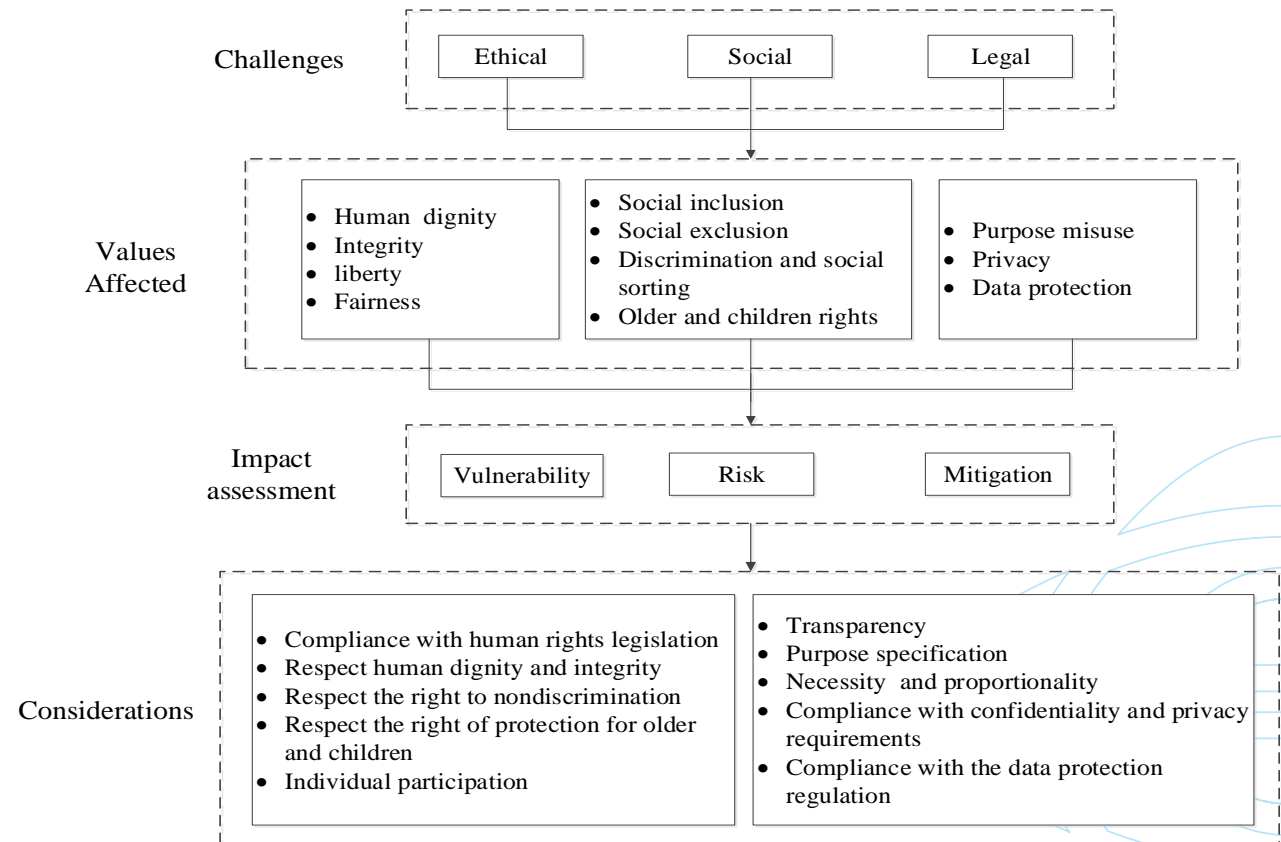 Challenges
Ethical
Social
Legal
Values
Affected
• Human dignity
• Integrity
• liberty
• Fairness
• Social inclusion
• Social exclusion
• Discrimination and social
sorting
• Older and children rights
• Purpose misuse
• Privacy
• Data protection
Impact
assessment
Vulnerability
Risk
Mitigation
Considerations
• Compliance with human rights legislation
• Respect human dignity and integrity
• Respect the right to nondiscrimination
• Respect the right of protection for older
and children
• Individual participation
• Transparency
• Purpose specification
• Necessity and proportionality
• Compliance with confidentiality and privacy
requirements
• Compliance with the data protection
regulation